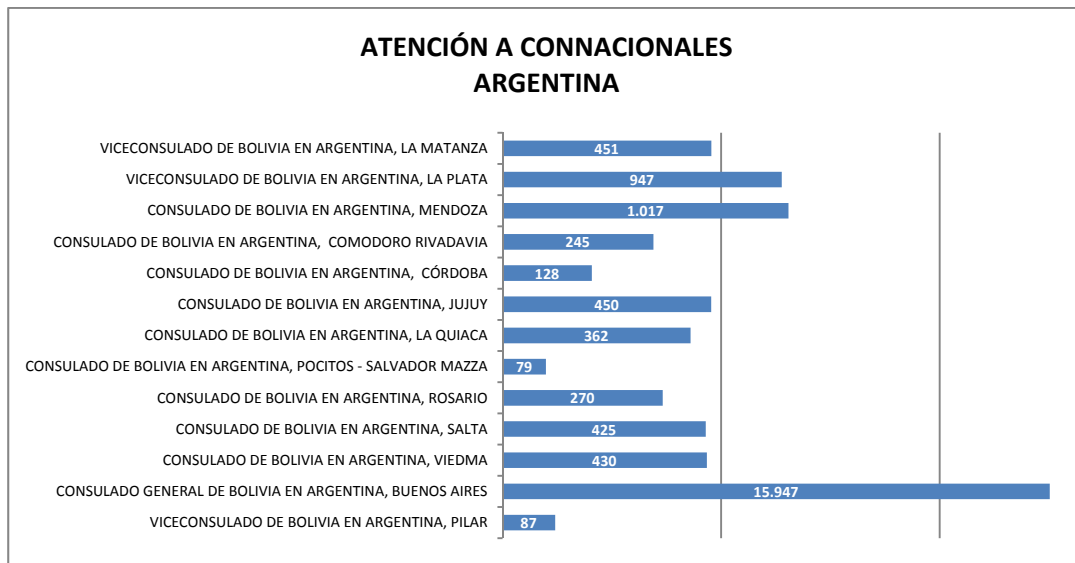 ATENCIÓN A CONNACIONALES
ARGENTINA
VICECONSULADO DE BOLIVIA EN ARGENTINA, LA MATANZA 451
VICECONSULADO DE BOLIVIA EN ARGENTINA, LA PLATA 947
CONSULADO DE BOLIVIA EN ARGENTINA, MENDOZA 1.017
CONSULADO DE BOLIVIA EN ARGENTINA,  COMODORO RIVADAVIA 245
CONSULADO DE BOLIVIA EN ARGENTINA,  CÓRDOBA 128
CONSULADO DE BOLIVIA EN ARGENTINA, JUJUY 450
CONSULADO DE BOLIVIA EN ARGENTINA, LA QUIACA 362
CONSULADO DE BOLIVIA EN ARGENTINA, POCITOS - SALVADOR MAZZA 79
CONSULADO DE BOLIVIA EN ARGENTINA, ROSARIO 270
CONSULADO DE BOLIVIA EN ARGENTINA, SALTA 425
CONSULADO DE BOLIVIA EN ARGENTINA, VIEDMA 430
CONSULADO GENERAL DE BOLIVIA EN ARGENTINA, BUENOS AIRES 15.947
VICECONSULADO DE BOLIVIA EN ARGENTINA, PILAR 87